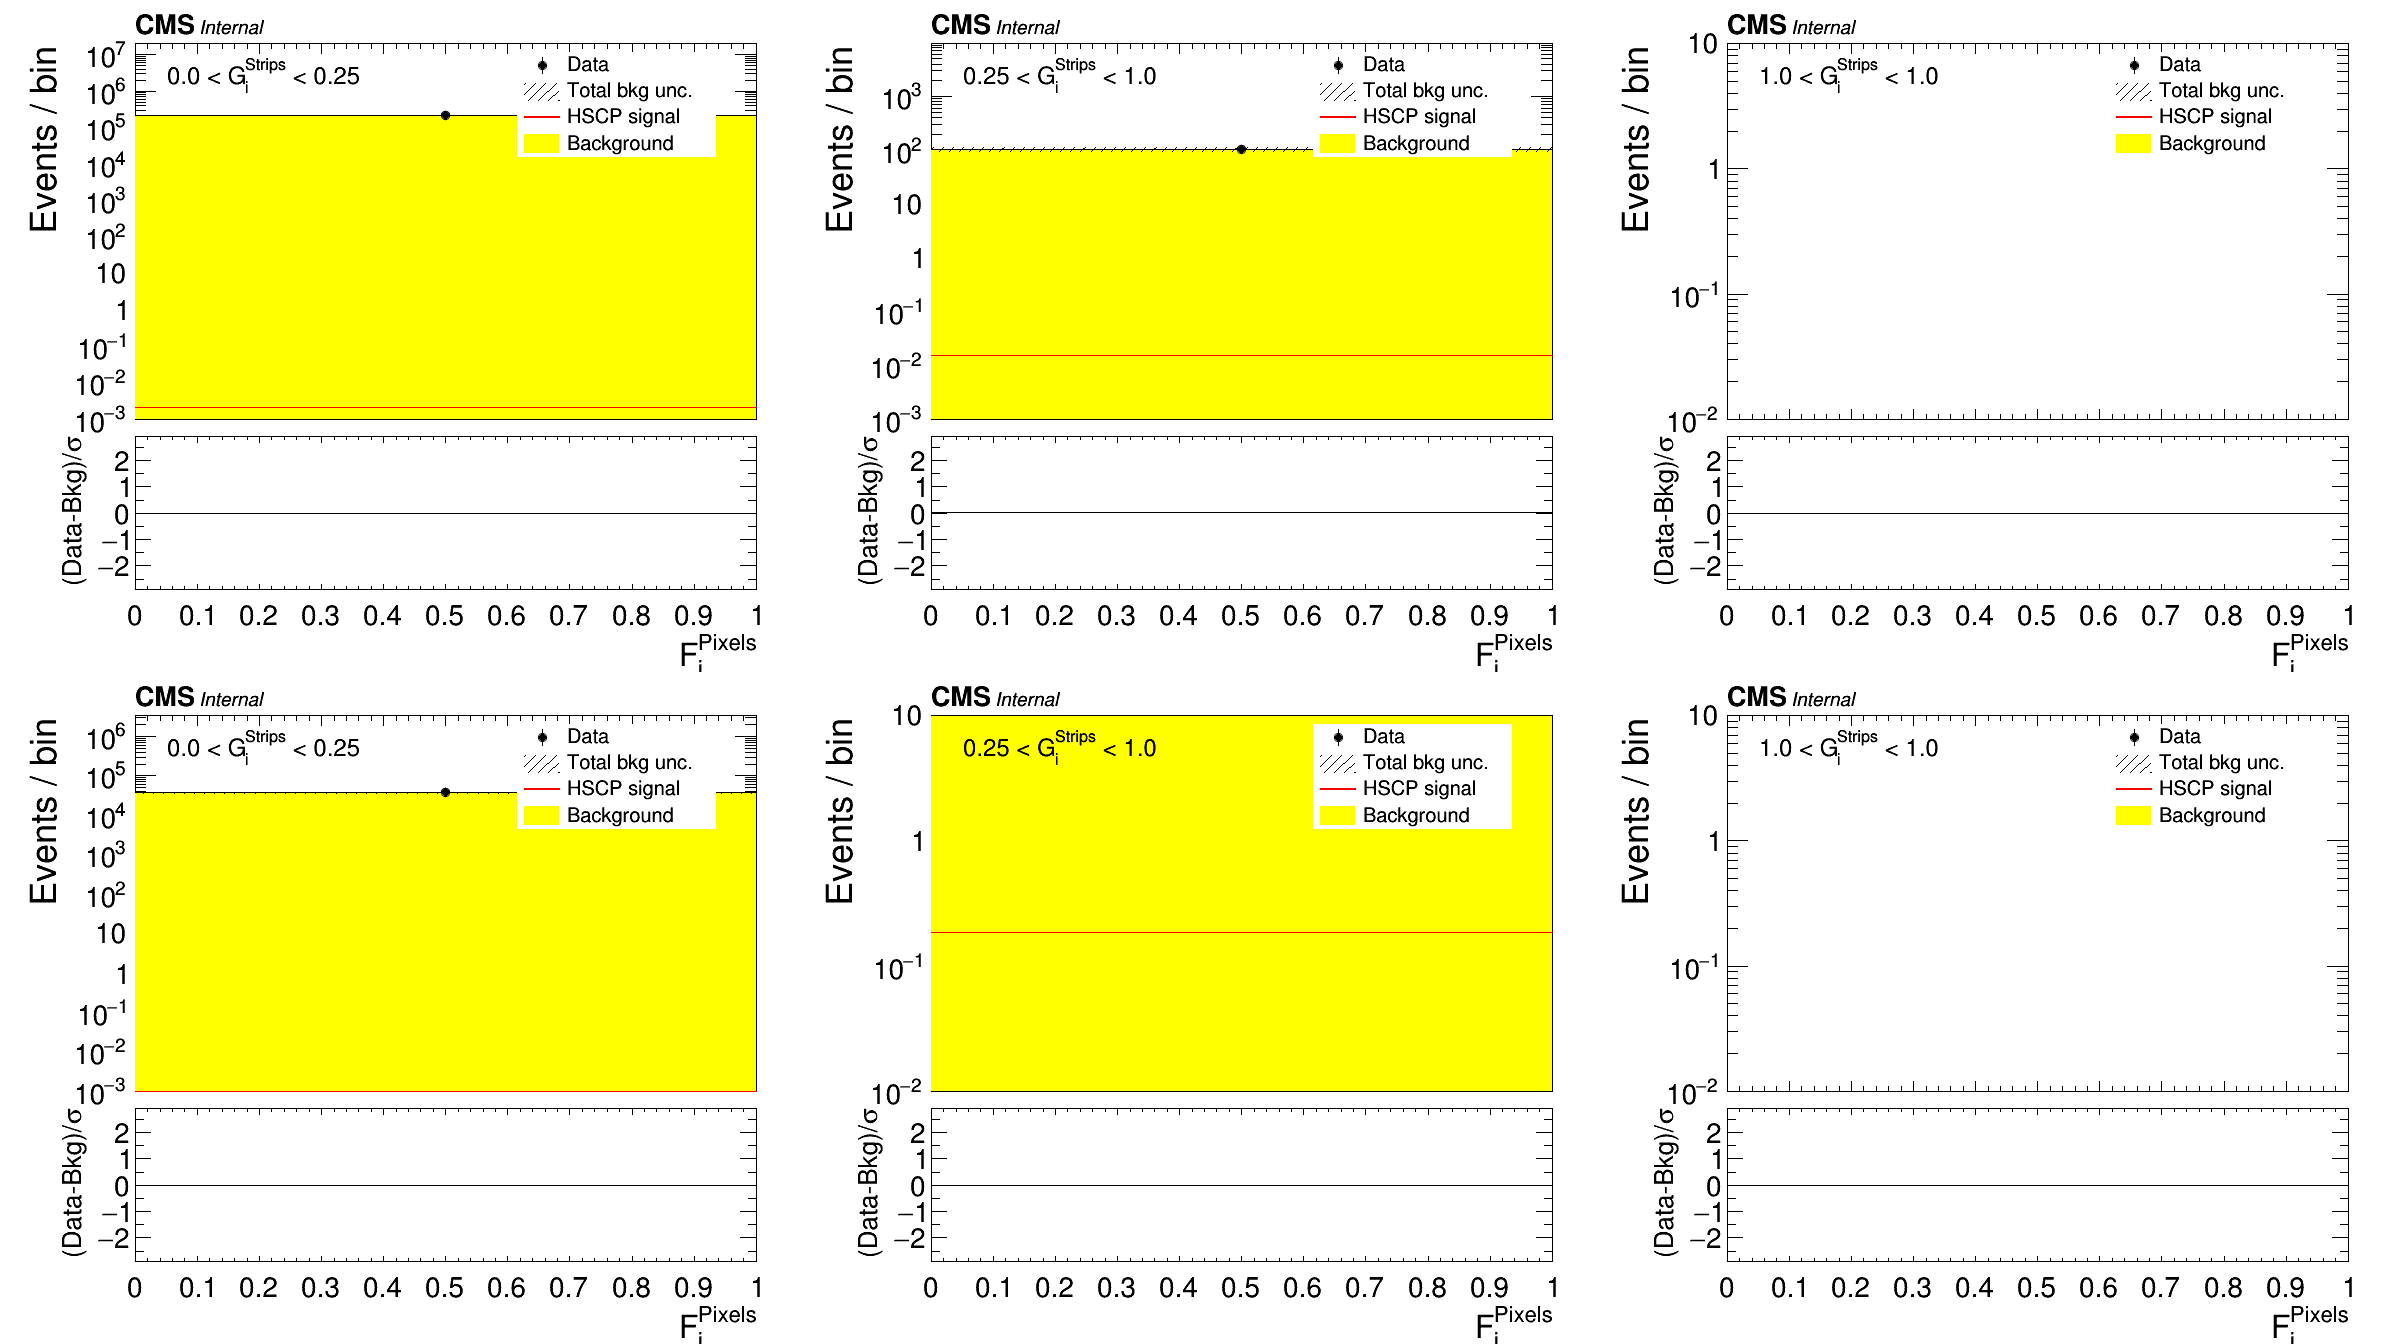 CMS Internal
Events / bin
10^7
10^6
10^5
10^4
10^3
10^2
10
1
10^−1
10^−2
10^−3
0.0 < G_i^Strips < 0.25
Data
Total bkg unc.
HSCP signal
Background
(Data-Bkg)/σ
2
1
0
−1
−2
0 0.1 0.2 0.3 0.4 0.5 0.6 0.7 0.8 0.9 1
F_i^Pixels
CMS Internal
Events / bin
10^3
10^2
10
1
10^−1
10^−2
10^−3
0.25 < G_i^Strips < 1.0
Data
Total bkg unc.
HSCP signal
Background
(Data-Bkg)/σ
2
1
0
−1
−2
0 0.1 0.2 0.3 0.4 0.5 0.6 0.7 0.8 0.9 1
F_i^Pixels
CMS Internal
Events / bin
10
1
10^−1
10^−2
1.0 < G_i^Strips < 1.0
Data
Total bkg unc.
HSCP signal
Background
(Data-Bkg)/σ
2
1
0
−1
−2
0 0.1 0.2 0.3 0.4 0.5 0.6 0.7 0.8 0.9 1
F_i^Pixels
CMS Internal
Events / bin
10^6
10^5
10^4
10^3
10^2
10
1
10^−1
10^−2
10^−3
0.0 < G_i^Strips < 0.25
Data
Total bkg unc.
HSCP signal
Background
(Data-Bkg)/σ
2
1
0
−1
−2
0 0.1 0.2 0.3 0.4 0.5 0.6 0.7 0.8 0.9 1
F_i^Pixels
CMS Internal
Events / bin
10
1
10^−1
10^−2
0.25 < G_i^Strips < 1.0
Data
Total bkg unc.
HSCP signal
Background
(Data-Bkg)/σ
2
1
0
−1
−2
0 0.1 0.2 0.3 0.4 0.5 0.6 0.7 0.8 0.9 1
F_i^Pixels
CMS Internal
Events / bin
10
1
10^−1
10^−2
1.0 < G_i^Strips < 1.0
Data
Total bkg unc.
HSCP signal
Background
(Data-Bkg)/σ
2
1
0
−1
−2
0 0.1 0.2 0.3 0.4 0.5 0.6 0.7 0.8 0.9 1
F_i^Pixels